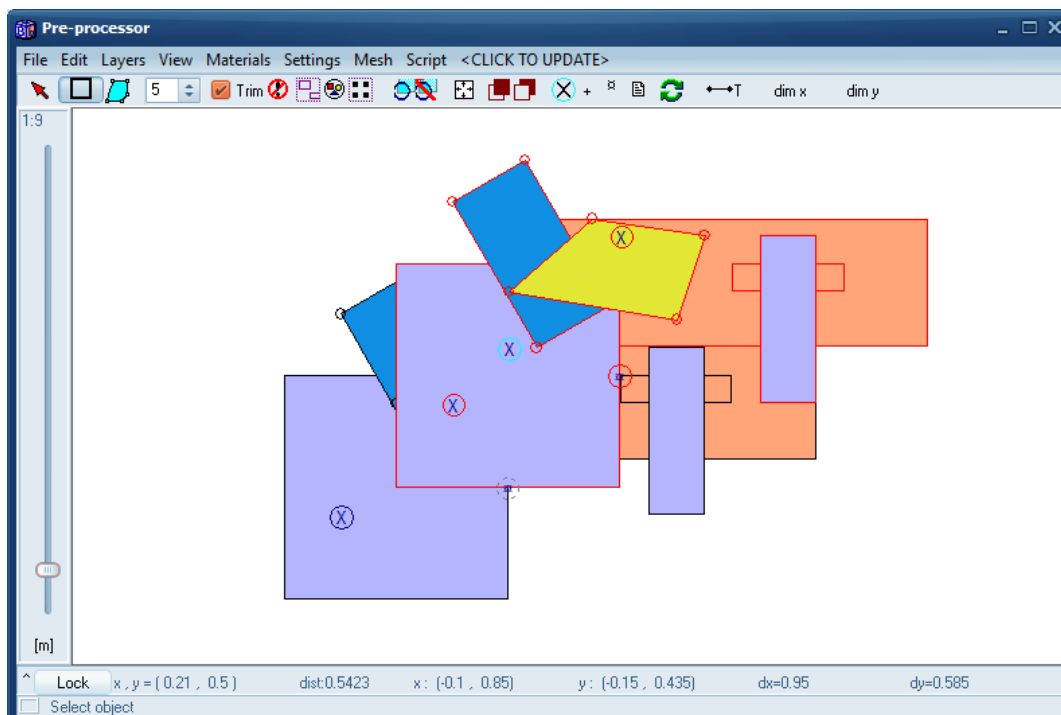 Pre-processor
File Edit Layers View Materials Settings Mesh Script <CLICK TO UPDATE>
5 Trim X + T dim x dim y
1:9
X
X
X
X
[m]
^ Lock x , y = ( 0.21 , 0.5 ) dist:0.5423 x : (-0.1 , 0.85) y : (-0.15 , 0.435) dx=0.95 dy=0.585
Select object